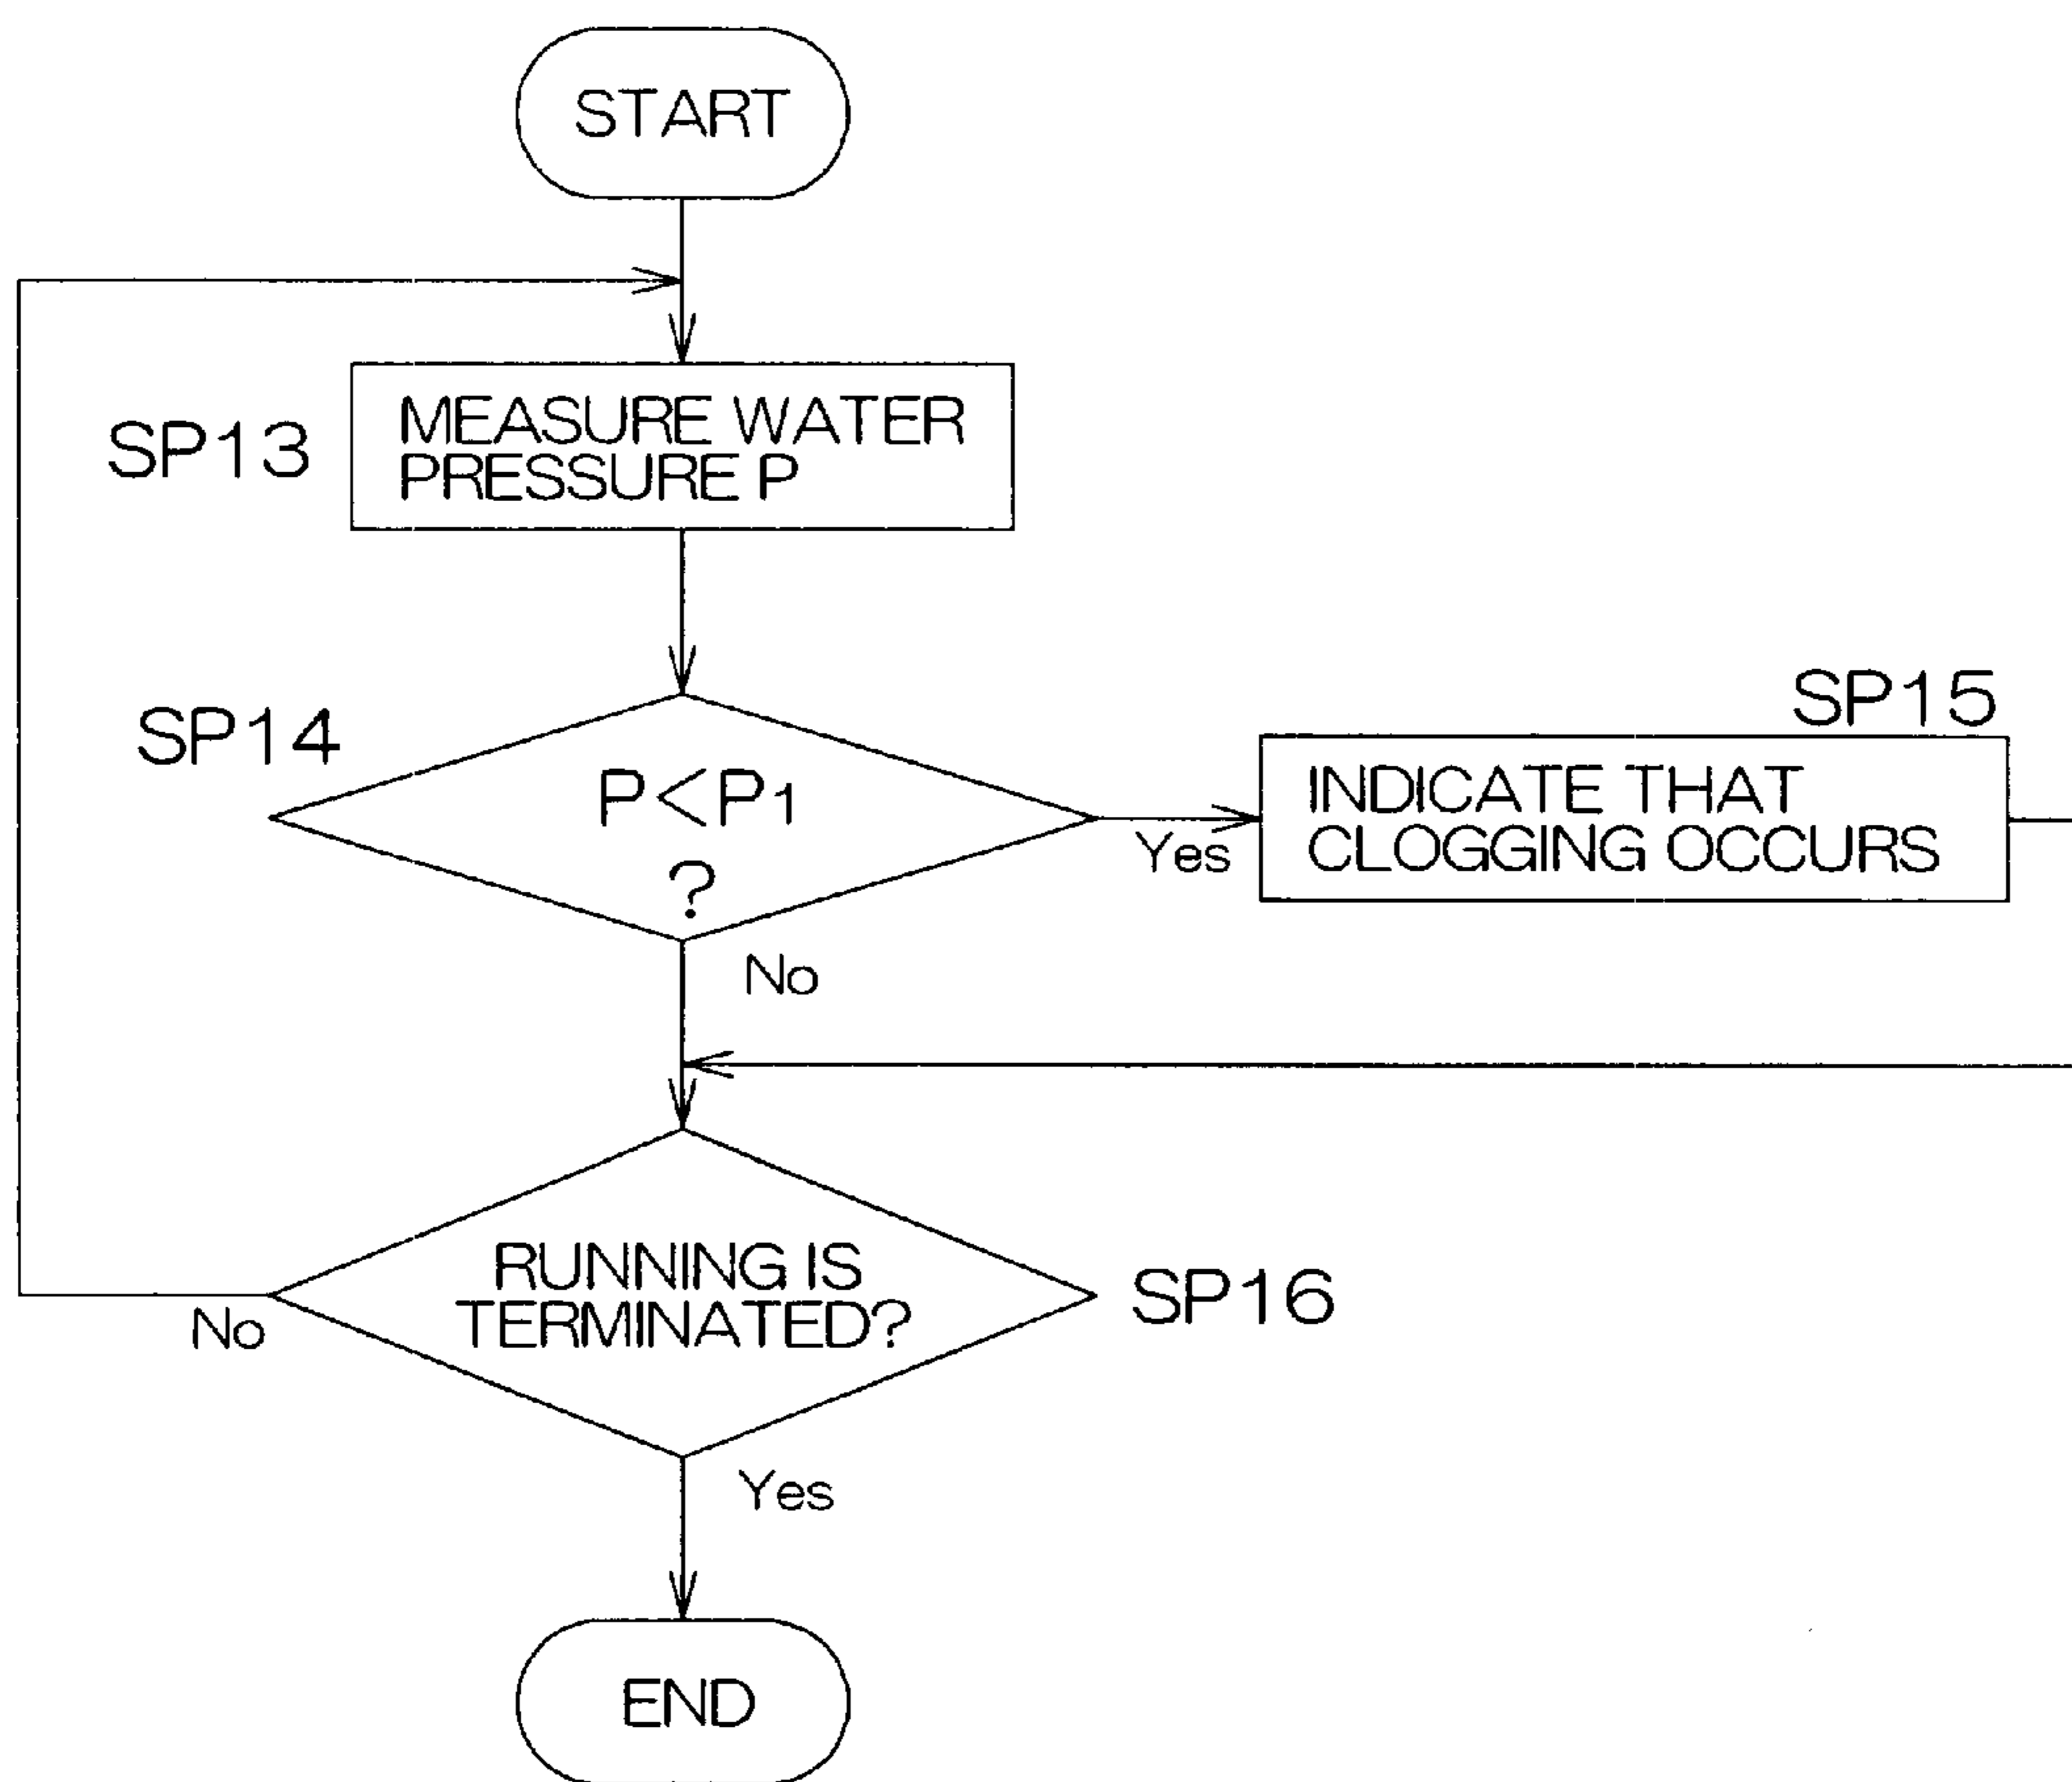 START
SP13
MEASURE WATER
PRESSURE P
SP14
P<P1
?
Yes
SP15
INDICATE THAT
CLOGGING OCCURS
No
RUNNING IS
TERMINATED?
SP16
No
Yes
END